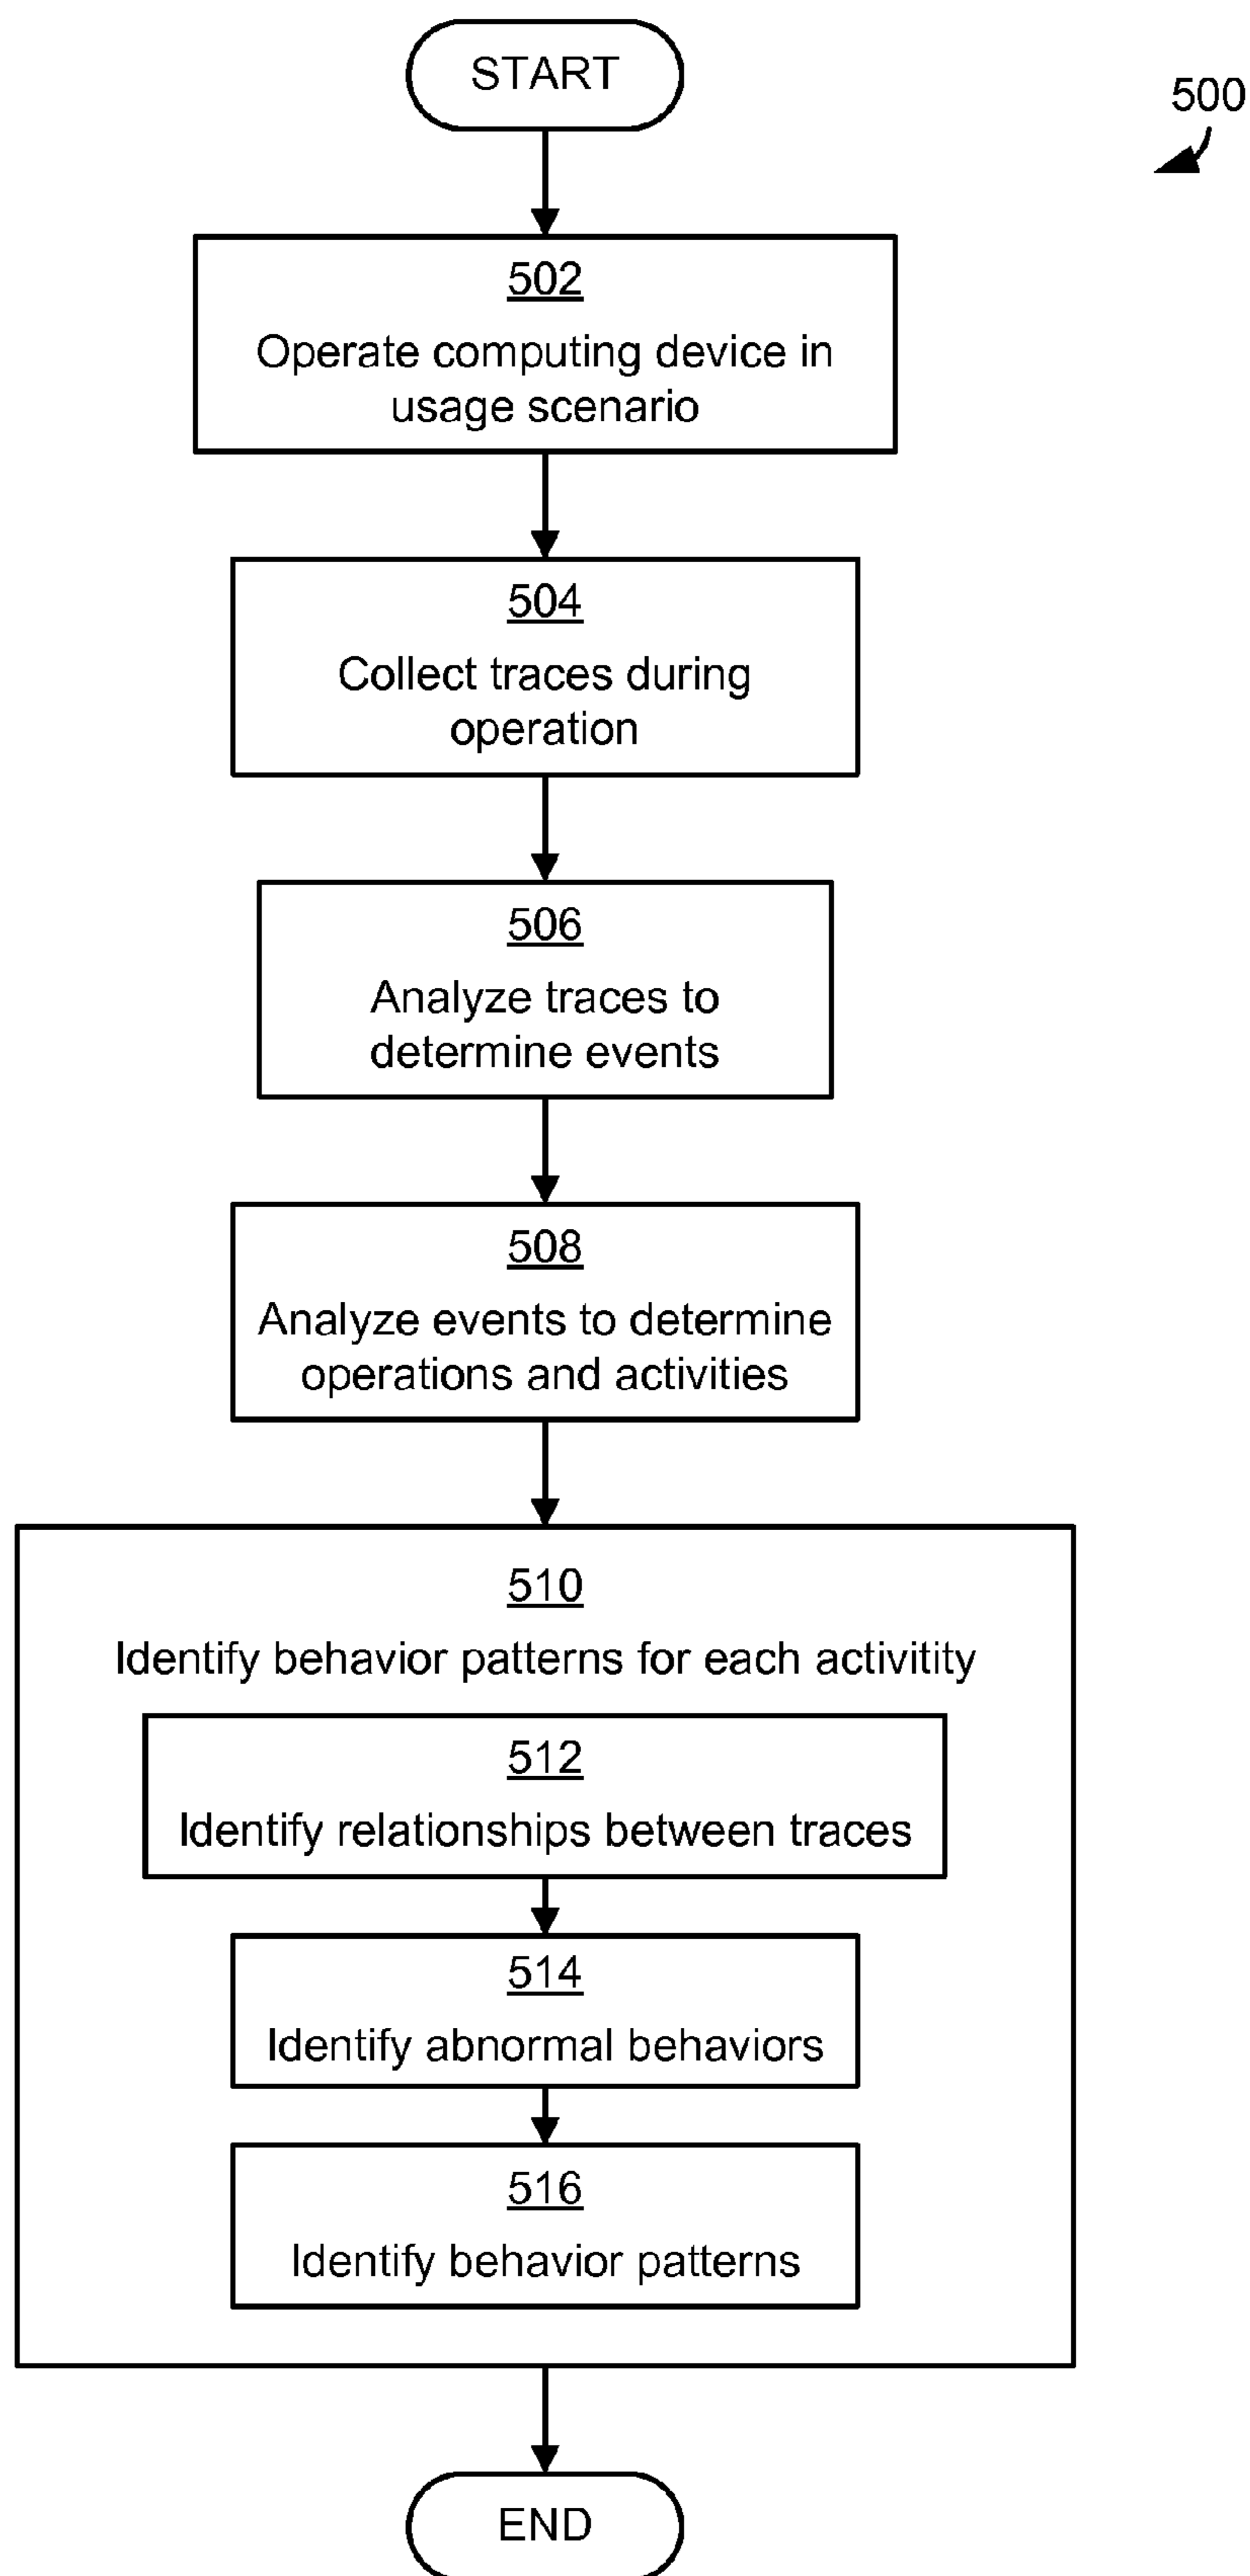 START
500
502
Operate computing device in
usage scenario
504
Collect traces during
operation
506
Analyze traces to
determine events
508
Analyze events to determine
operations and activities
510
Identify behavior patterns for each activitity
512
Identify relationships between traces
514
Identify abnormal behaviors
516
Identify behavior patterns
END